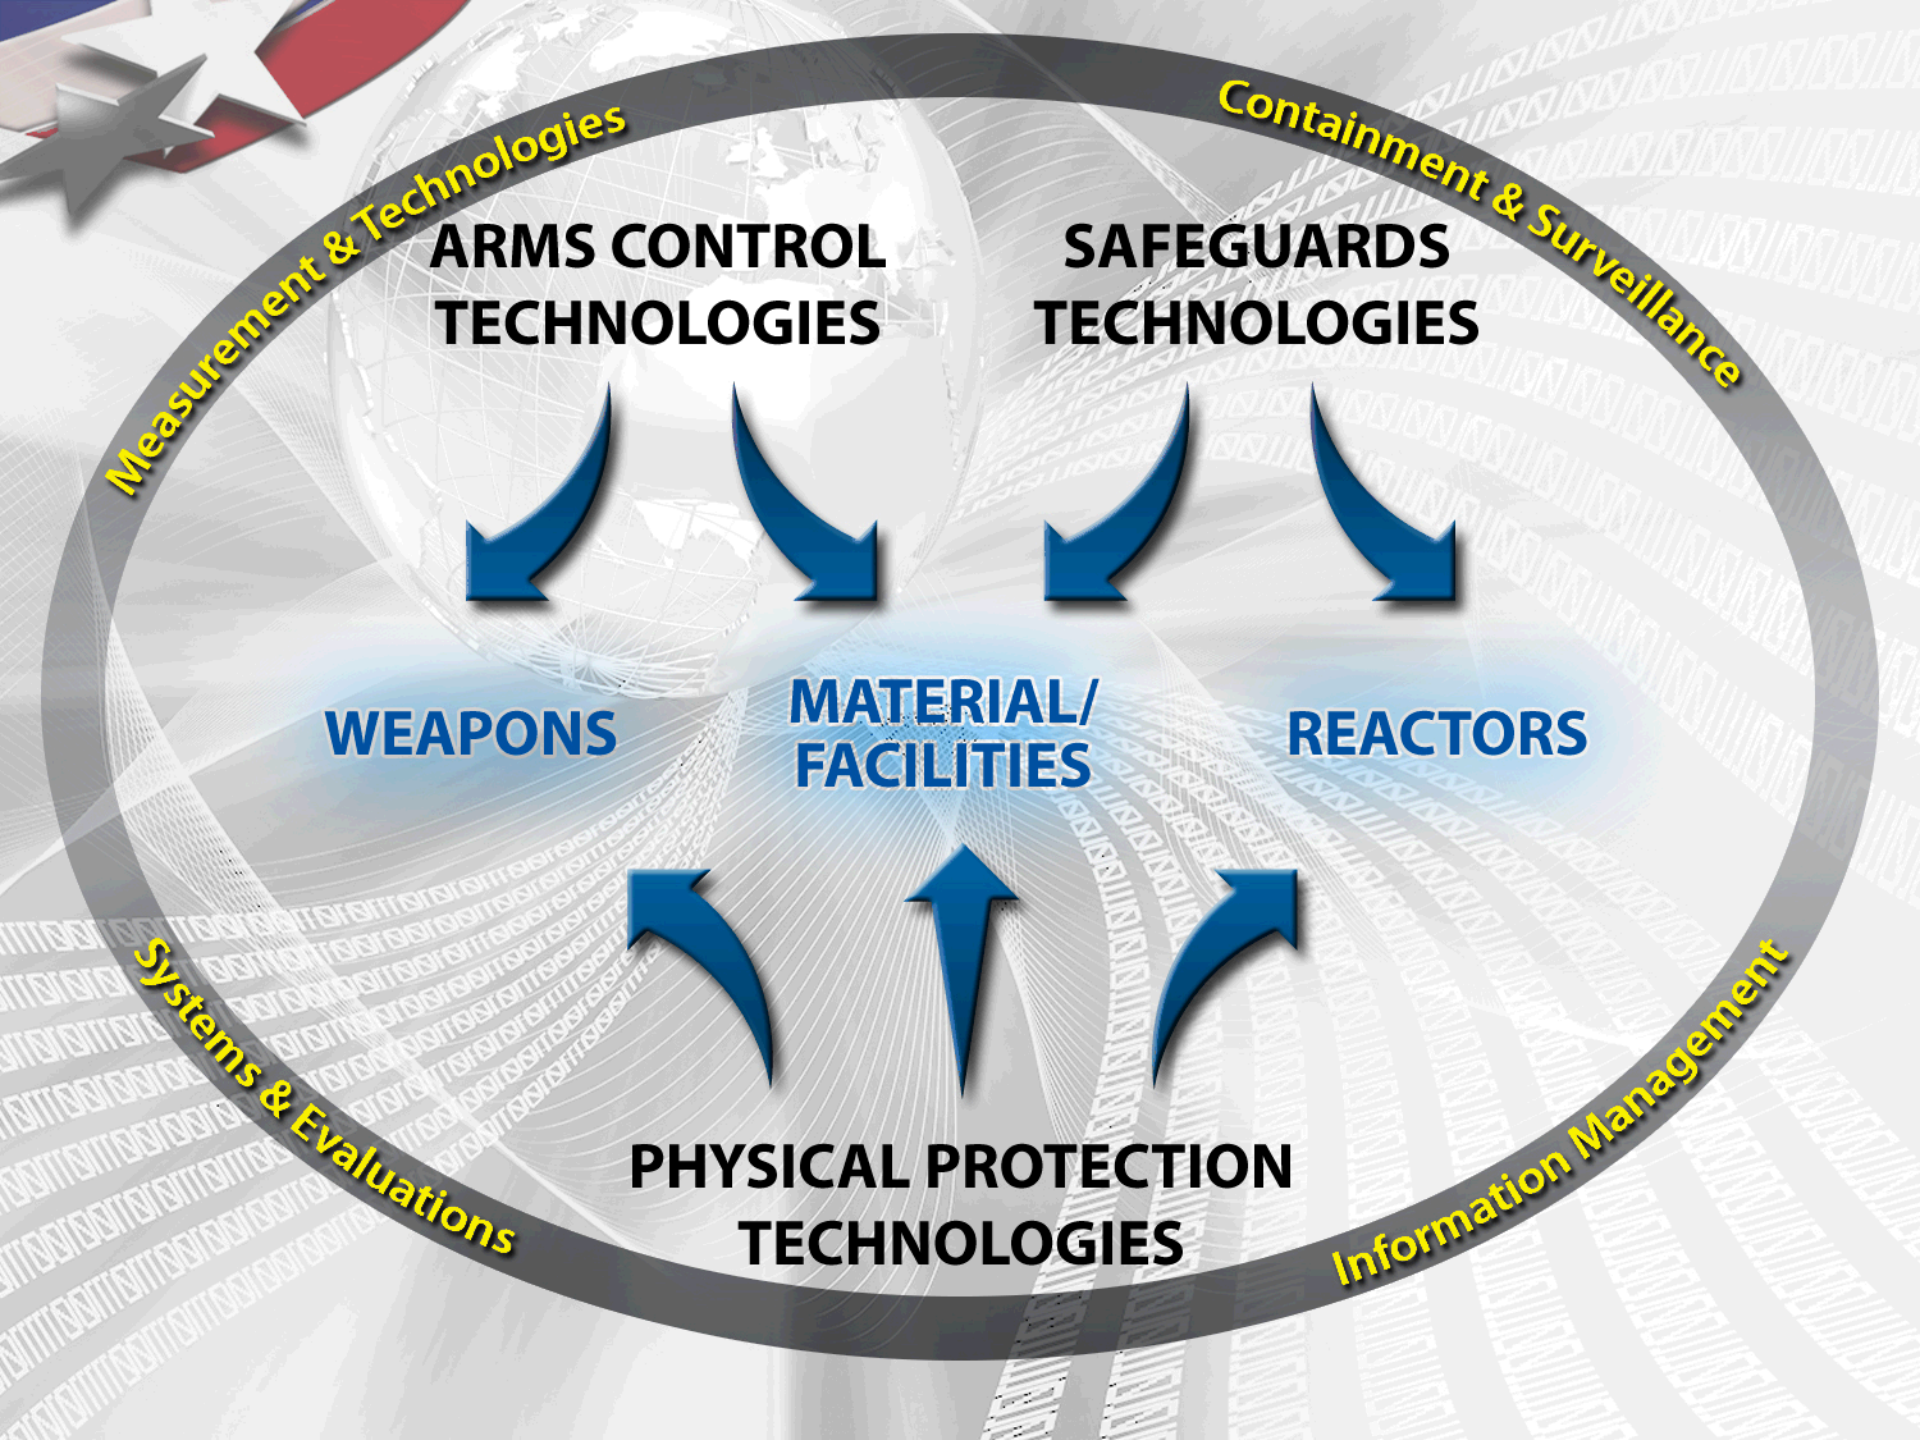 Measurement & Technologies
Containment & Surveillance
ARMS CONTROL
TECHNOLOGIES
SAFEGUARDS
TECHNOLOGIES
WEAPONS
MATERIAL/
FACILITIES
REACTORS
PHYSICAL PROTECTION
TECHNOLOGIES
Systems & Evaluations
Information Management